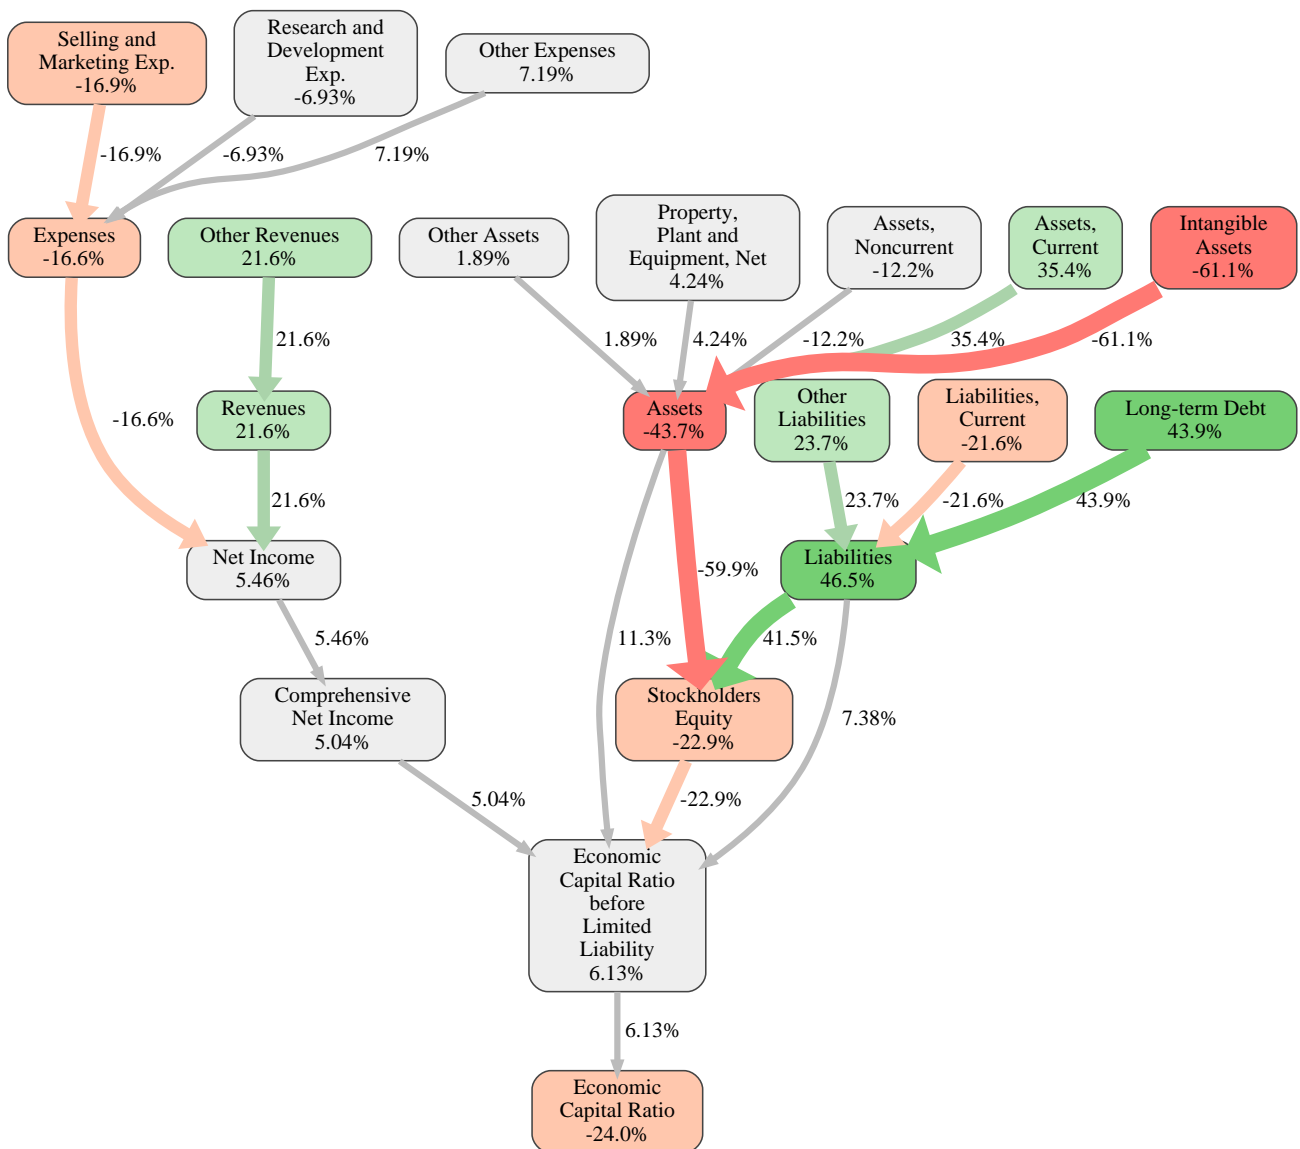 Selling and
Marketing Exp.
-16.9%
Research and
Development
Exp.
-6.93%
Other Expenses
7.19%
-16.9%
-6.93%
7.19%
Expenses
-16.6%
Other Revenues
21.6%
Other Assets
1.89%
Property,
Plant and
Equipment, Net
4.24%
Assets,
Noncurrent
-12.2%
Assets,
Current
35.4%
Intangible
Assets
-61.1%
21.6%
1.89%
4.24%
-12.2%
35.4%
-61.1%
-16.6%
Revenues
21.6%
Assets
-43.7%
Other
Liabilities
23.7%
Liabilities,
Current
-21.6%
Long-term Debt
43.9%
21.6%
23.7%
-21.6%
43.9%
Net Income
5.46%
-59.9%
Liabilities
46.5%
5.46%
11.3%
41.5%
Comprehensive
Net Income
5.04%
Stockholders
Equity
-22.9%
7.38%
5.04%
-22.9%
Economic
Capital Ratio
before
Limited
Liability
6.13%
6.13%
Economic
Capital Ratio
-24.0%